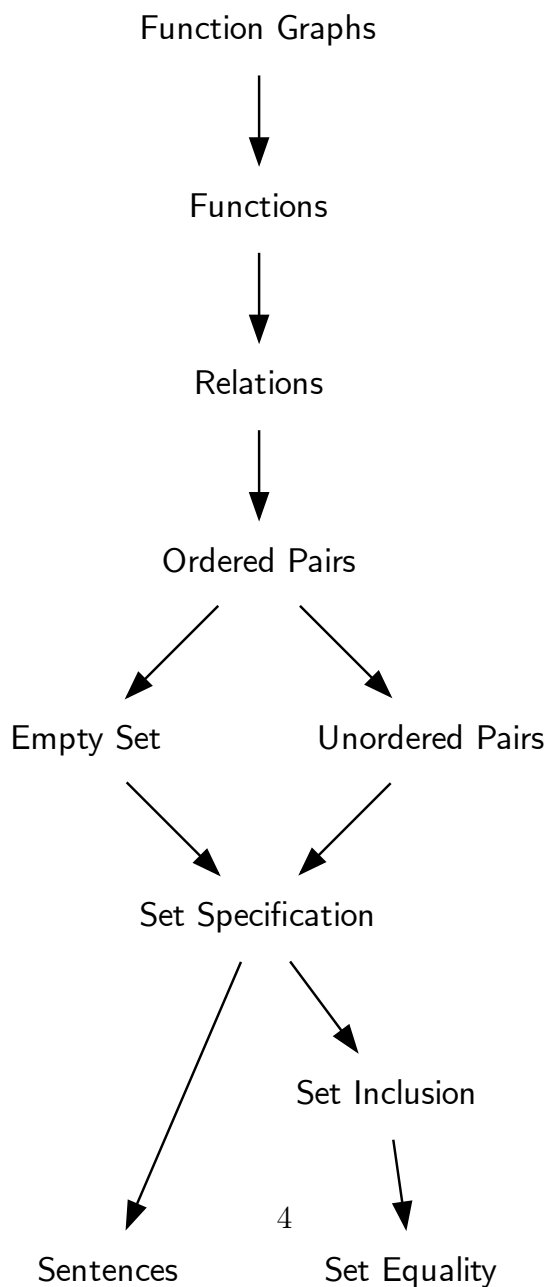 Function Graphs
Functions
Relations
Ordered Pairs
Empty Set
Unordered Pairs
Set Specification
Set Inclusion
4
Sentences
Set Equality